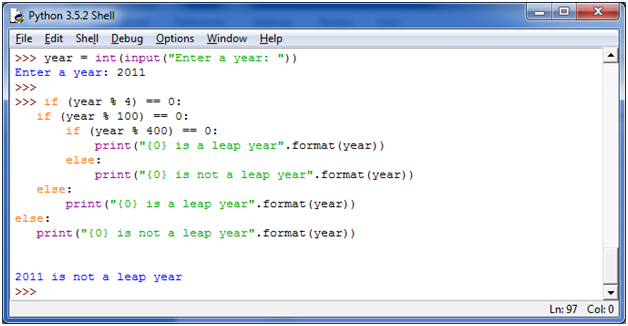 Python 3.5.2 Shell
File Edit Shell Debug Options Window Help
>>> year = int(input("Enter a year: "))
Enter a year: 2011
>>>
>>> if (year % 4) == 0:
   if (year % 100) == 0:
       if (year % 400) == 0:
           print("{0} is a leap year".format(year))
       else:
           print("{0} is not a leap year".format(year))
   else:
       print("{0} is a leap year".format(year))
else:
   print("{0} is not a leap year".format(year))
2011 is not a leap year
>>>
Ln: 97 Col: 0